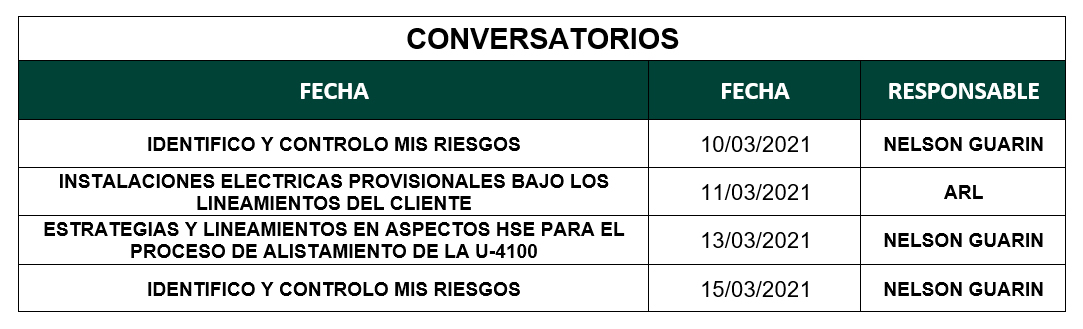 CONVERSATORIOS
FECHA FECHA RESPONSABLE
IDENTIFICO Y CONTROLO MIS RIESGOS 10/03/2021 NELSON GUARIN
INSTALACIONES ELECTRICAS PROVISIONALES BAJO LOS
LINEAMIENTOS DEL CLIENTE 11/03/2021 ARL
ESTRATEGIAS Y LINEAMIENTOS EN ASPECTOS HSE PARA EL
PROCESO DE ALISTAMIENTO DE LA U-4100 13/03/2021 NELSON GUARIN
IDENTIFICO Y CONTROLO MIS RIESGOS 15/03/2021 NELSON GUARIN